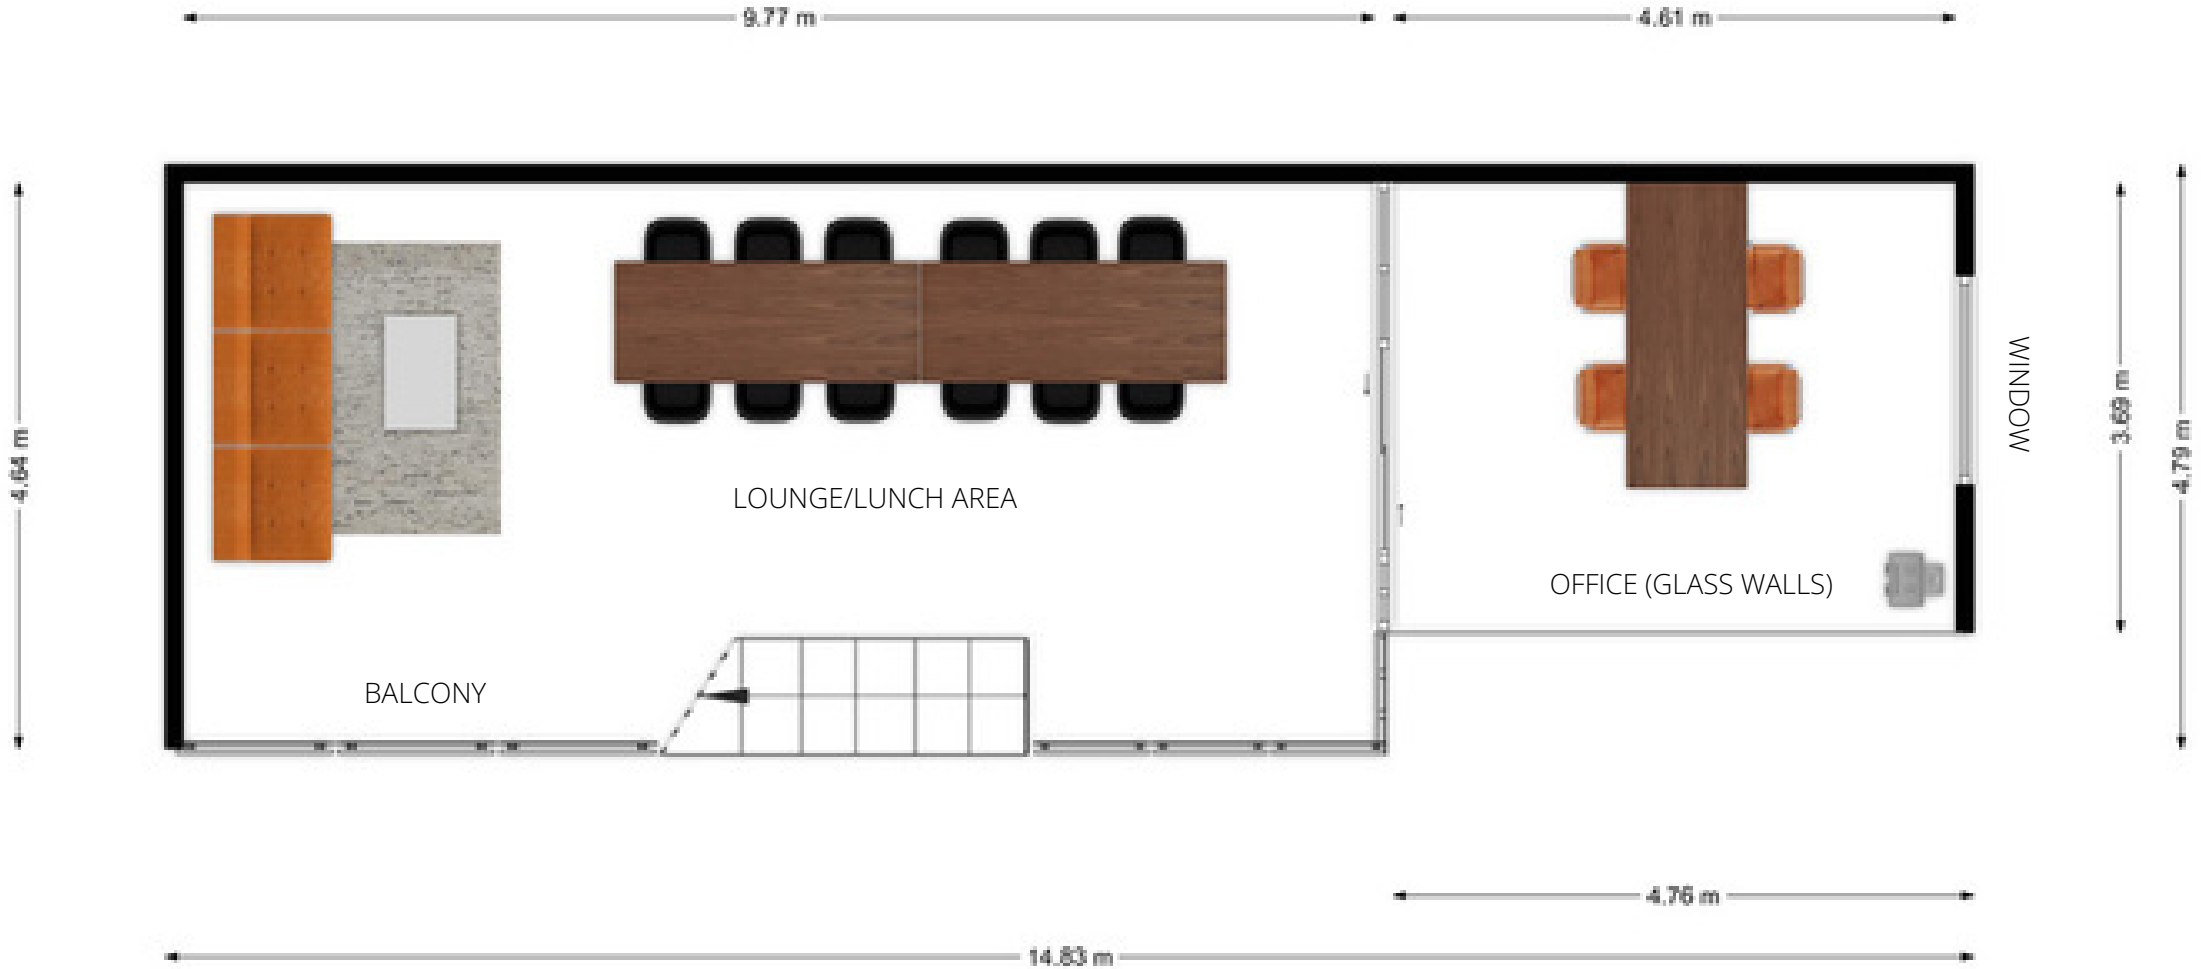 9.77 m
4.61 m
4.64 m
WINDOW
3.69 m
4.79 m
LOUNGE/LUNCH AREA
OFFICE (GLASS WALLS)
BALCONY
4.76 m
14.83 m